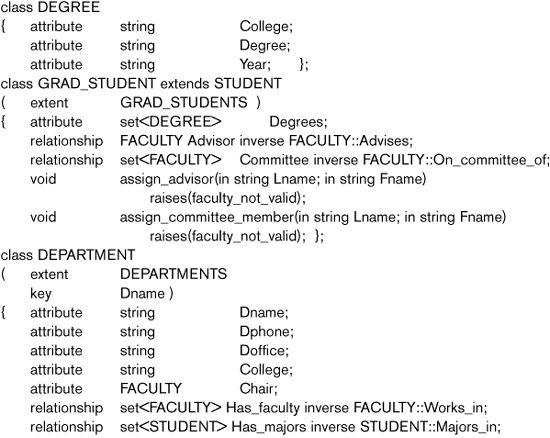 class DEGREE
{ attribute string College;
attribute string Degree;
attribute string Year; };
class GRAD_STUDENT extends STUDENT
( extent GRAD_STUDENTS )
{ attribute set<DEGREE> Degrees;
relationship FACULTY Advisor inverse FACULTY::Advises;
relationship set<FACULTY> Committee inverse FACULTY::On_committee_of;
void assign_advisor(in string Lname; in string Fname)
raises(faculty_not_valid);
void assign_committee_member(in string Lname; in string Fname)
raises(faculty_not_valid); };
class DEPARTMENT
( extent DEPARTMENTS
key Dname )
{ attribute string Dname;
attribute string Dphone;
attribute string Doffice;
attribute string College;
attribute FACULTY Chair;
relationship set<FACULTY> Has_faculty inverse FACULTY::Works_in;
relationship set<STUDENT> Has_majors inverse STUDENT::Majors_in;